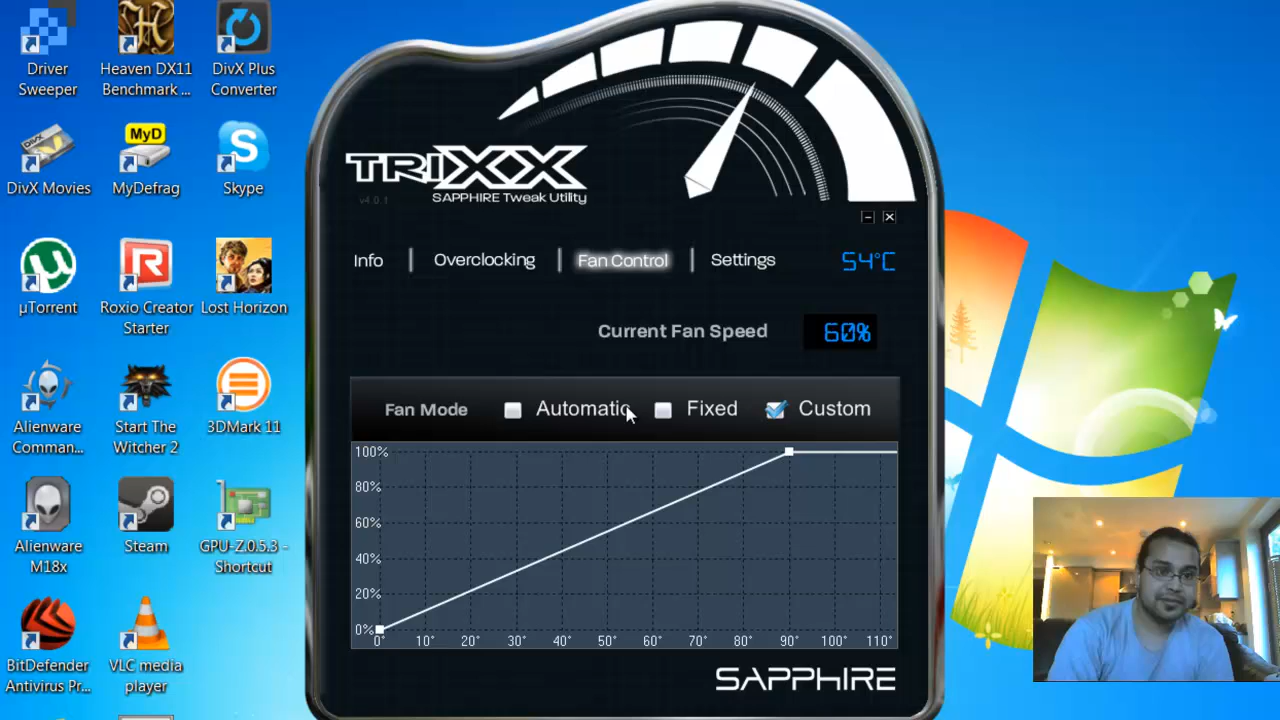 Driver
Sweeper
Heaven DX11
Benchmark ...
DivX Plus
Converter
DIVX
DivX Movies
MyD
MyDefrag
S
Skype
µTorrent
Roxio Creator
Starter
Lost Horizon
Alienware
Comman...
Start The
Witcher 2
3DMark 11
Alienware
M18x
Steam
GPU-Z.0.5.3 -
Shortcut
BitDefender
Antivirus Pr...
VLC media
player
TRIXX
v4.0.1
SAPPHIRE Tweak Utility
Info | Overclocking | Fan Control | Settings 54°C
Current Fan Speed 60%
Fan Mode Automatic Fixed Custom
100%
80%
60%
40%
20%
0%
0° 10° 20° 30° 40° 50° 60° 70° 80° 90° 100° 110°
SAPPHIRE